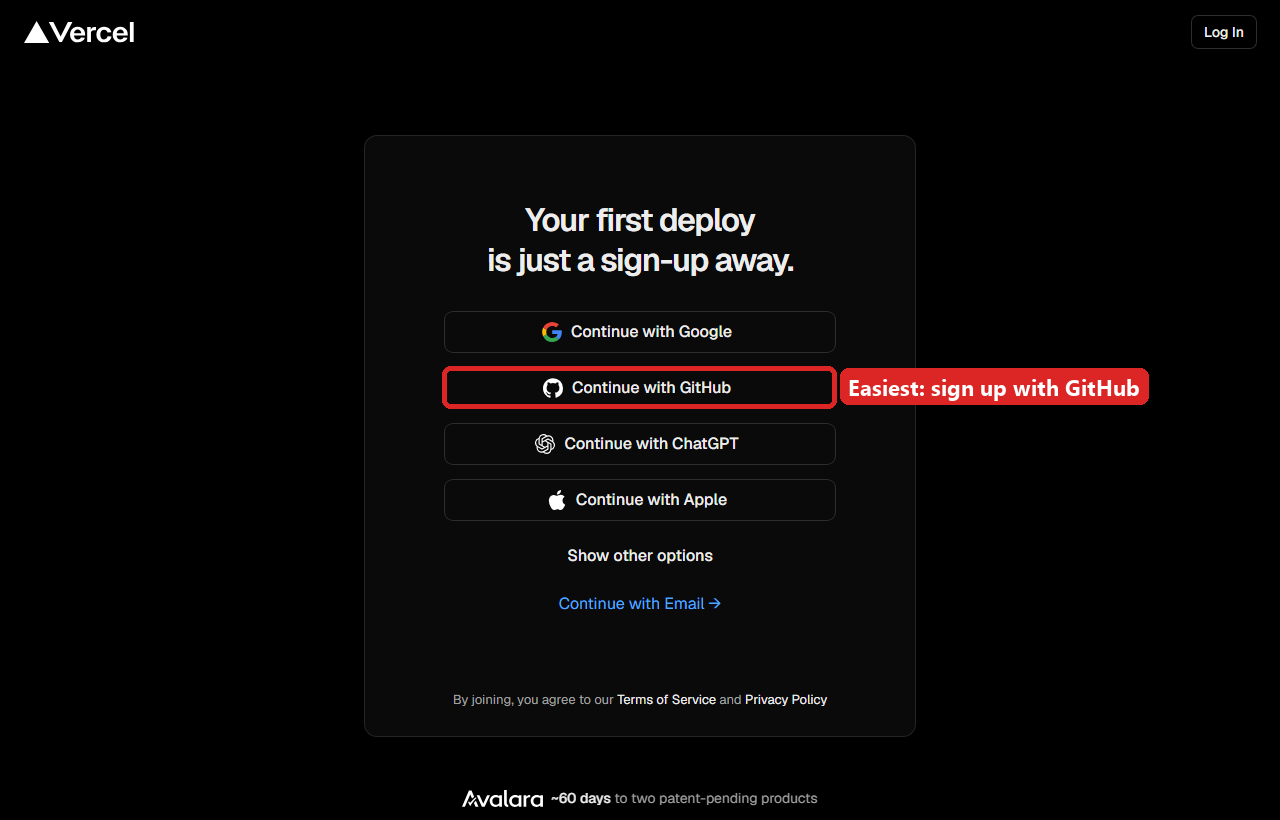 Vercel
Log In
Your first deploy
is just a sign-up away.
Continue with Google
Continue with GitHub
Easiest: sign up with GitHub
Continue with ChatGPT
Continue with Apple
Show other options
Continue with Email →
By joining, you agree to our Terms of Service and Privacy Policy
Avalara ~60 days to two patent-pending products